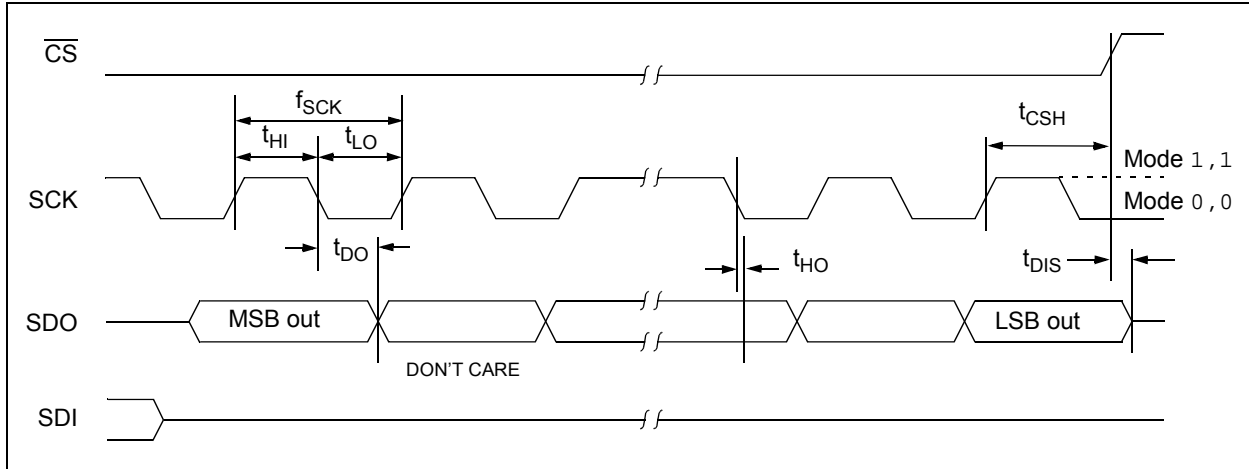 CS
fSCK
tHI
tLO
tCSH
Mode 1,1
SCK
Mode 0,0
tDO
tHO
tDIS
SDO
MSB out
LSB out
DON'T CARE
SDI